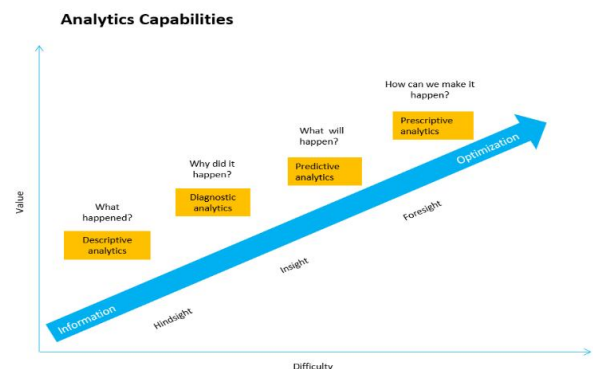 Analytics Capabilities
How can we make it
happen?
Prescriptive
analytics
What will
happen?
Predictive
analytics
Why did it
happen?
Diagnostic
analytics
What
happened?
Descriptive
analytics
Optimization
Foresight
Insight
Hindsight
Information
Value
Difficulty